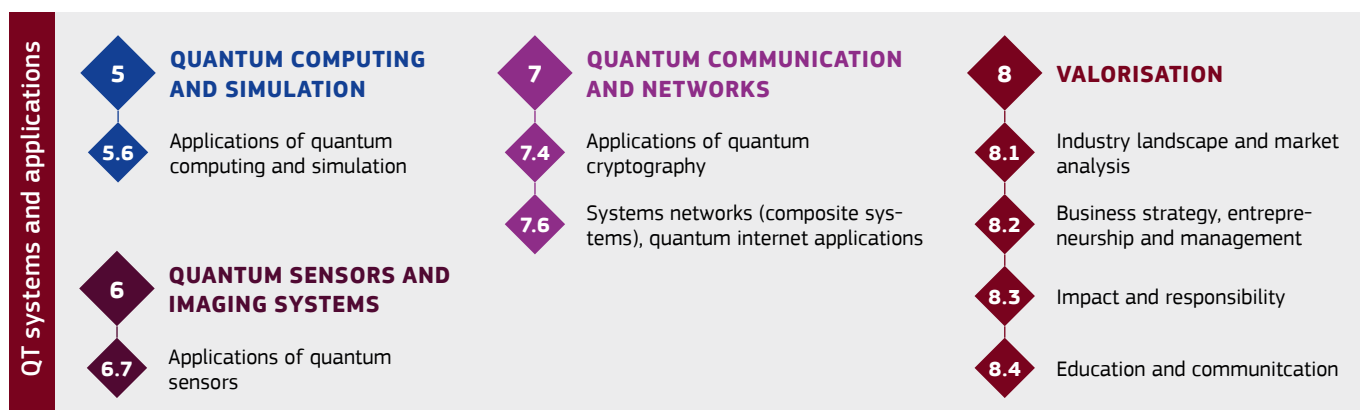 QT systems and applications
5
QUANTUM COMPUTING
AND SIMULATION
5.6
Applications of quantum
computing and simulation
6
QUANTUM SENSORS AND
IMAGING SYSTEMS
6.7
Applications of quantum
sensors
7
QUANTUM COMMUNICATION
AND NETWORKS
7.4
Applications of quantum
cryptography
7.6
Systems networks (composite sys-
tems), quantum internet applications
8
VALORISATION
8.1
Industry landscape and market
analysis
8.2
Business strategy, entrepre-
neurship and management
8.3
Impact and responsibility
8.4
Education and communitcation